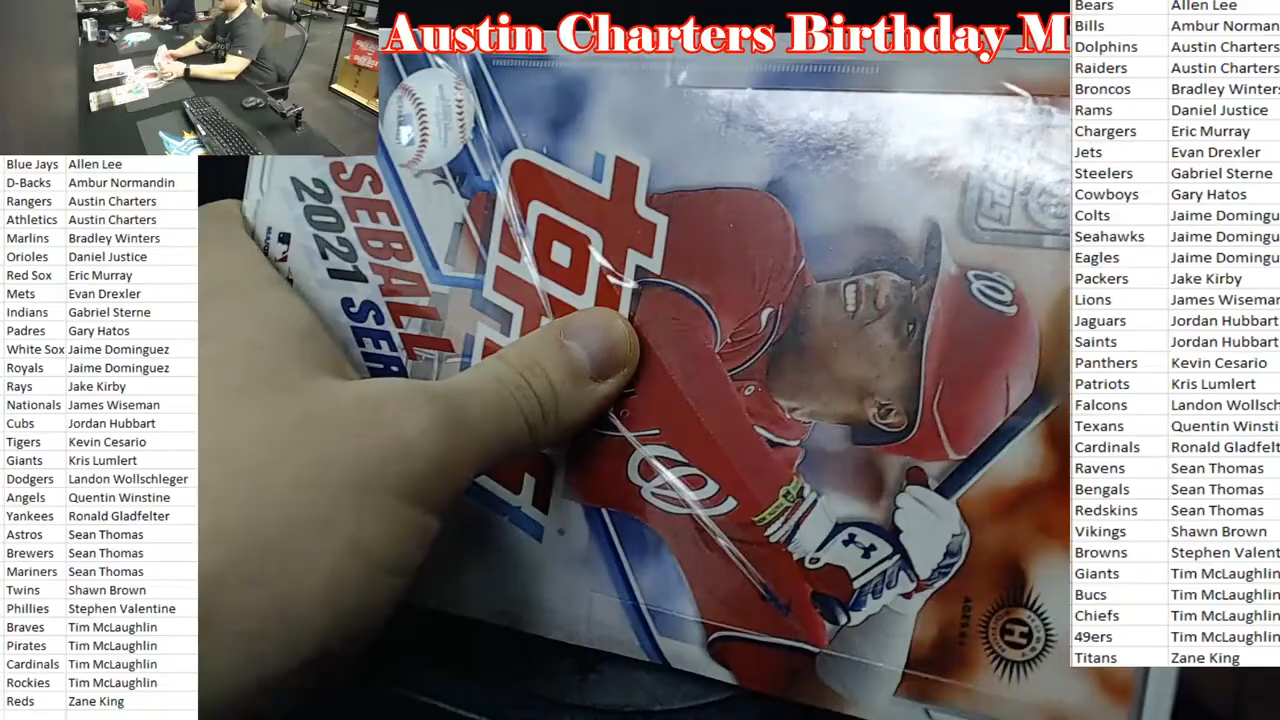 Austin Charters Birthday M
Blue Jays Allen Lee
D-Backs Ambur Normandin
Rangers Austin Charters
Athletics Austin Charters
Marlins Bradley Winters
Orioles Daniel Justice
Red Sox Eric Murray
Mets Evan Drexler
Indians Gabriel Sterne
Padres Gary Hatos
White Sox Jaime Dominguez
Royals Jaime Dominguez
Rays Jake Kirby
Nationals James Wiseman
Cubs Jordan Hubbart
Tigers Kevin Cesario
Giants Kris Lumlert
Dodgers Landon Wollschleger
Angels Quentin Winstine
Yankees Ronald Gladfelter
Astros Sean Thomas
Brewers Sean Thomas
Mariners Sean Thomas
Twins Shawn Brown
Phillies Stephen Valentine
Braves Tim McLaughlin
Pirates Tim McLaughlin
Cardinals Tim McLaughlin
Rockies Tim McLaughlin
Reds Zane King
SEBALL
2021 SER
W
W
H
AGES 6+
Bears Allen Lee
Bills Ambur Norman
Dolphins Austin Charters
Raiders Austin Charters
Broncos Bradley Winters
Rams Daniel Justice
Chargers Eric Murray
Jets Evan Drexler
Steelers Gabriel Sterne
Cowboys Gary Hatos
Colts Jaime Domingu
Seahawks Jaime Domingu
Eagles Jaime Domingu
Packers Jake Kirby
Lions James Wiseman
Jaguars Jordan Hubbart
Saints Jordan Hubbart
Panthers Kevin Cesario
Patriots Kris Lumlert
Falcons Landon Wollsch
Texans Quentin Winsti
Cardinals Ronald Gladfelt
Ravens Sean Thomas
Bengals Sean Thomas
Redskins Sean Thomas
Vikings Shawn Brown
Browns Stephen Valent
Giants Tim McLaughlin
Bucs Tim McLaughlin
Chiefs Tim McLaughlin
49ers Tim McLaughlin
Titans Zane King